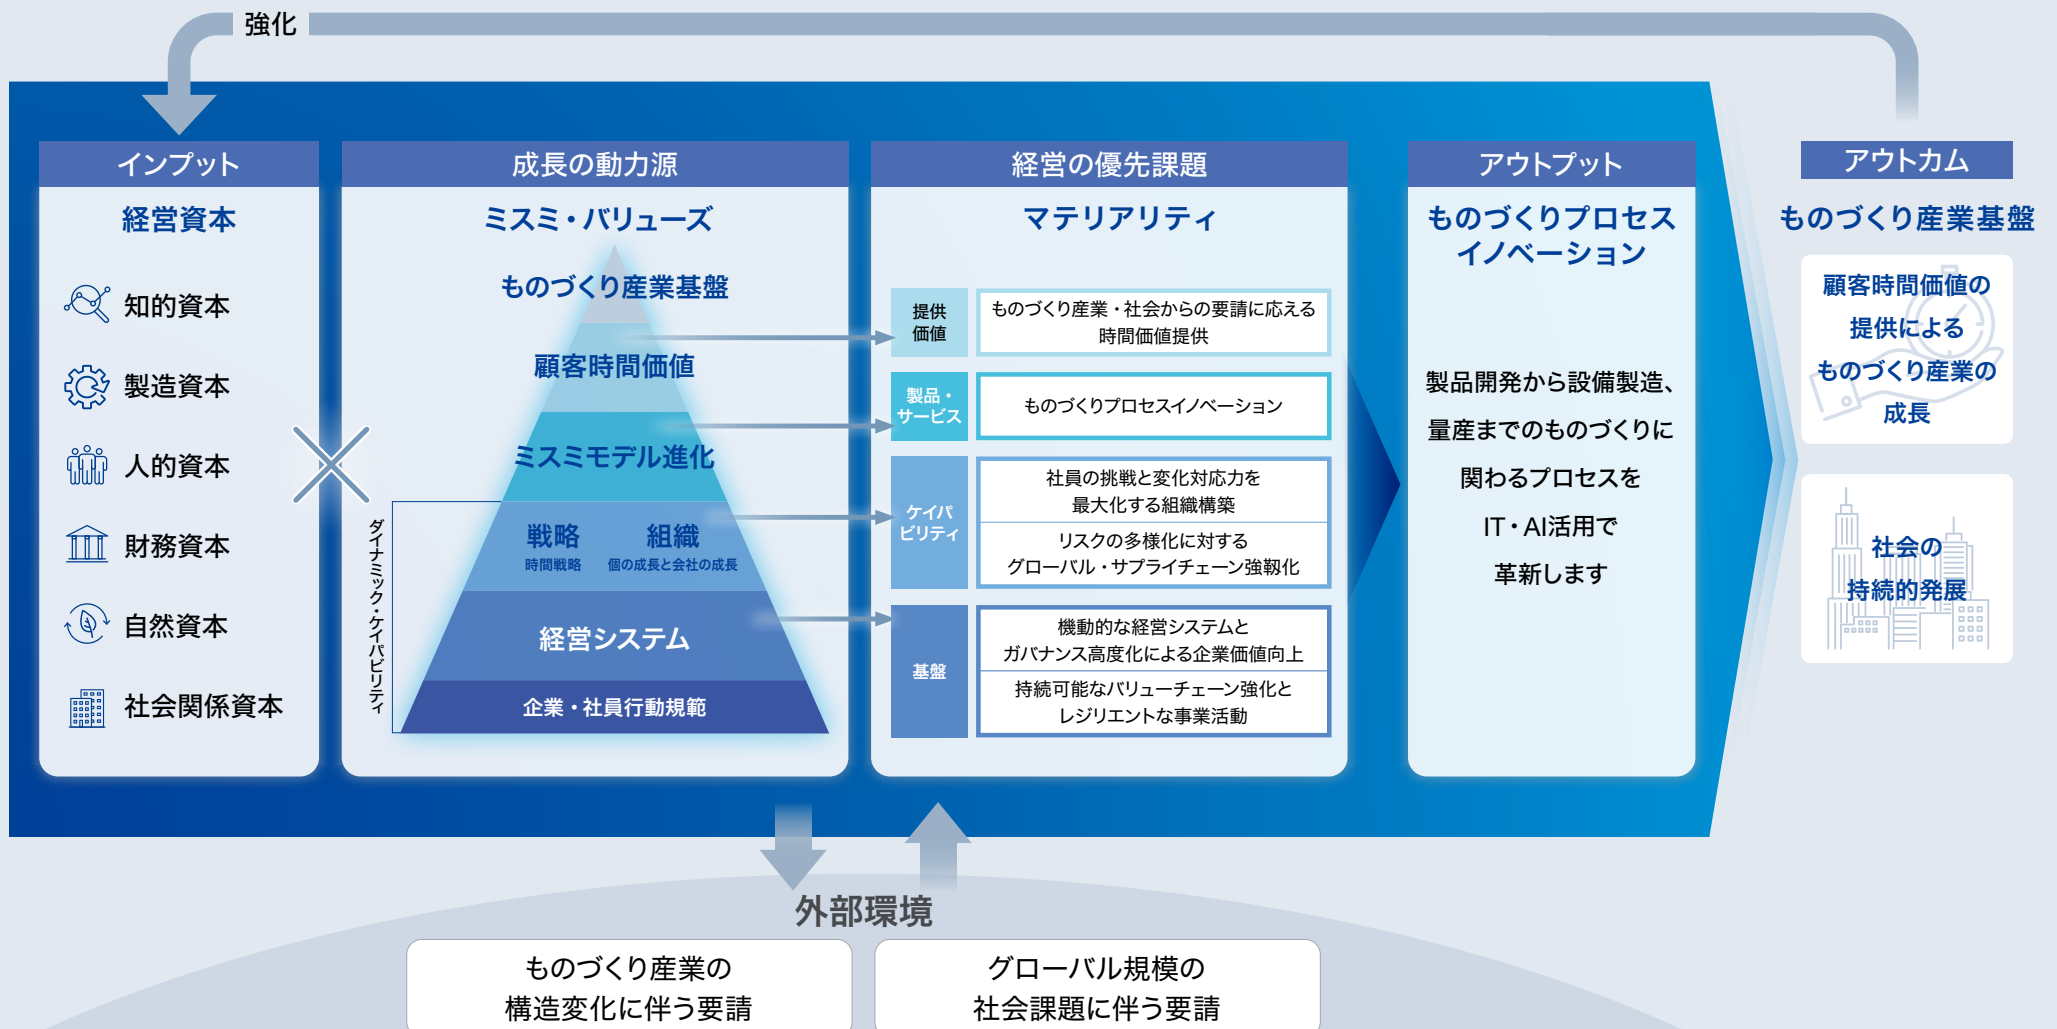 強化
インプット
経営資本
知的資本
製造資本
人的資本
財務資本
自然資本
社会関係資本
成長の動力源
ミスミ・バリューズ
ものづくり産業基盤
顧客時間価値
ミスミモデル進化
戦略
時間戦略
組織
個の成長と会社の成長
経営システム
企業・社員行動規範
ダイナミック・ケイパビリティ
経営の優先課題
マテリアリティ
提供
価値
ものづくり産業・社会からの要請に応える
時間価値提供
製品・
サービス
ものづくりプロセスイノベーション
ケイパ
ビリティ
社員の挑戦と変化対応力を
最大化する組織構築
リスクの多様化に対する
グローバル・サプライチェーン強靱化
基盤
機動的な経営システムと
ガバナンス高度化による企業価値向上
持続可能なバリューチェーン強化と
レジリエントな事業活動
アウトプット
ものづくりプロセス
イノベーション
製品開発から設備製造、
量産までのものづくりに
関わるプロセスを
IT・AI活用で
革新します
アウトカム
ものづくり産業基盤
顧客時間価値の
提供による
ものづくり産業の
成長
社会の
持続的発展
外部環境
ものづくり産業の
構造変化に伴う要請
グローバル規模の
社会課題に伴う要請